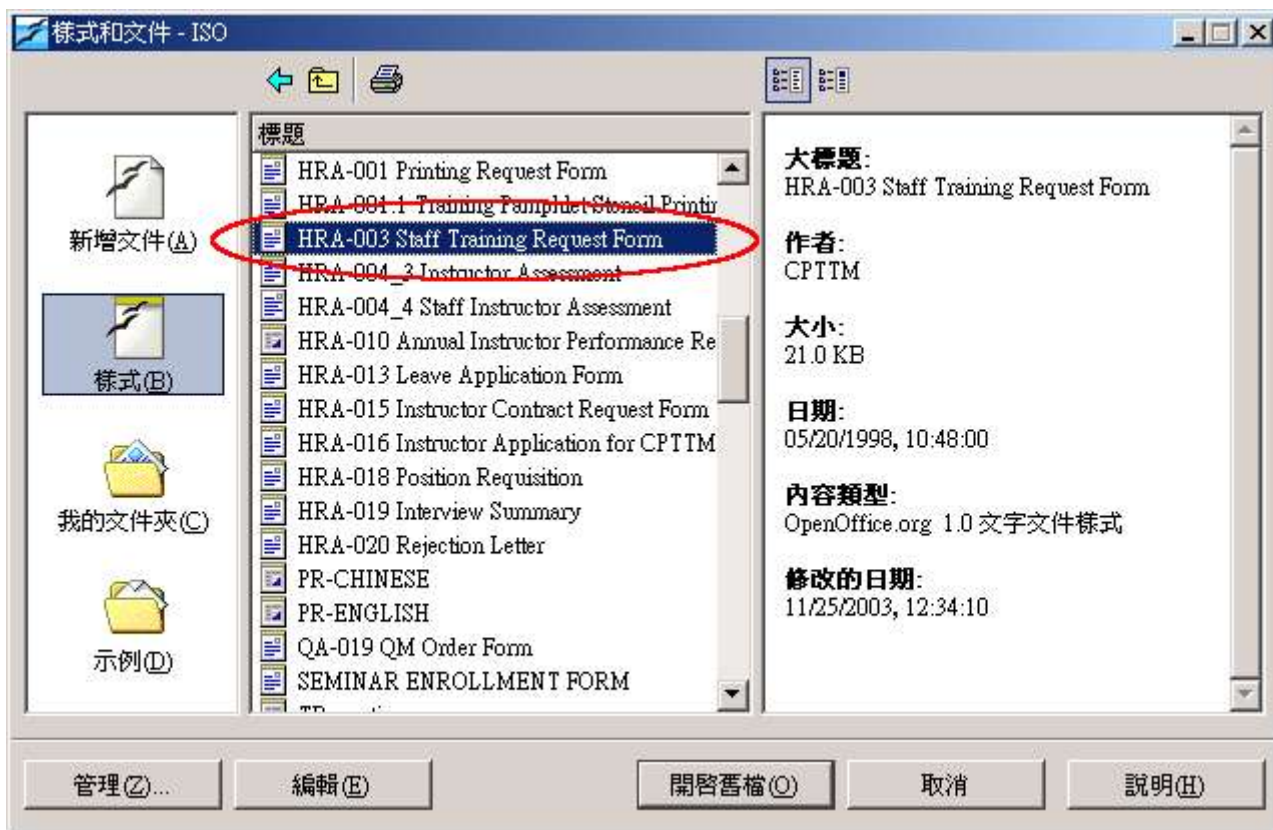 樣式和文件 - ISO
新增文件(A)
樣式(B)
我的文件夾(C)
示例(D)
標題
HRA-001 Printing Request Form
HRA-001.1 Training Pamphlet Stencil Printin
HRA-003 Staff Training Request Form
HRA-004_3 Instructor Assessment
HRA-004_4 Staff Instructor Assessment
HRA-010 Annual Instructor Performance Re
HRA-013 Leave Application Form
HRA-015 Instructor Contract Request Form
HRA-016 Instructor Application for CPTTM
HRA-018 Position Requisition
HRA-019 Interview Summary
HRA-020 Rejection Letter
PR-CHINESE
PR-ENGLISH
QA-019 QM Order Form
SEMINAR ENROLLMENT FORM
大標題:
HRA-003 Staff Training Request Form
作者:
CPTTM
大小:
21.0 KB
日期:
05/20/1998, 10:48:00
內容類型:
OpenOffice.org 1.0 文字文件樣式
修改的日期:
11/25/2003, 12:34:10
管理(Z)...
編輯(E)
開啓舊檔(O)
取消
說明(H)